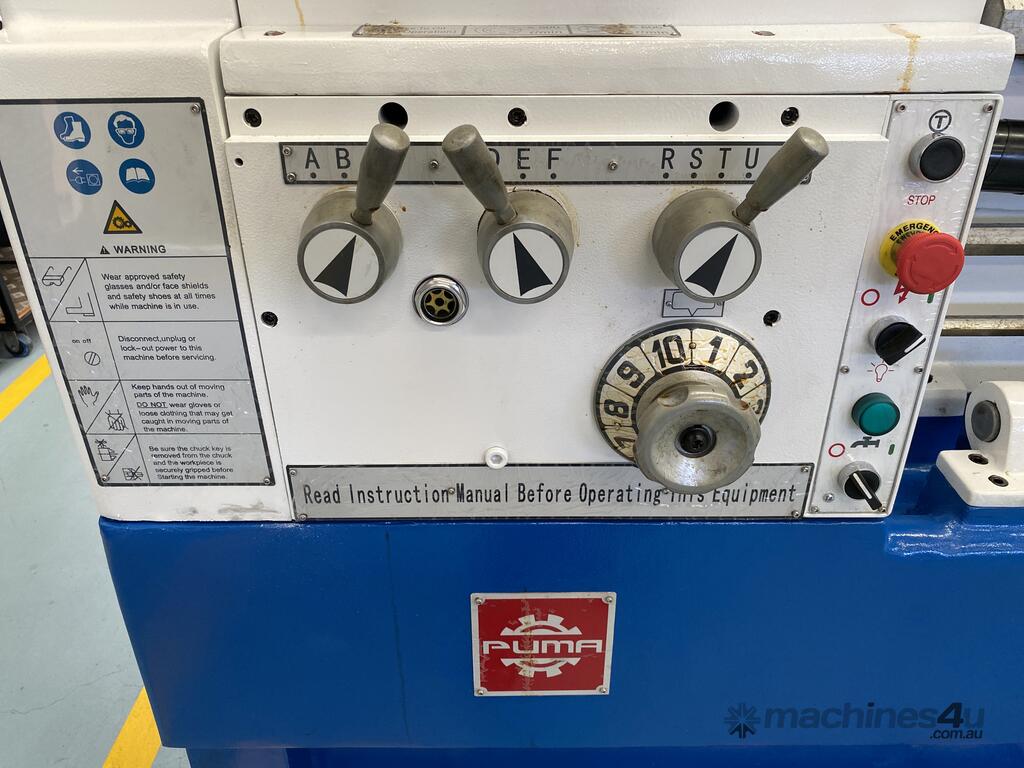 A B
D E F
R S T U
T
STOP
EMERGENCY
WARNING
Wear approved safety
glasses and/or face shields
and safety shoes at all times
while machine is in use.
on off
Disconnect,unplug or
lock-out power to this
machine before servicing.
Keep hands out of moving
parts of the machine.
DO NOT wear gloves or
loose clothing that may get
caught in moving parts of
the machine.
Be sure the chuck key is
removed from the chuck
and the workpiece is
securely gripped before
Starting the machine.
8 9 10 1 2
Read Instruction Manual Before Operating This Equipment
PUMA
machines4u
.com.au